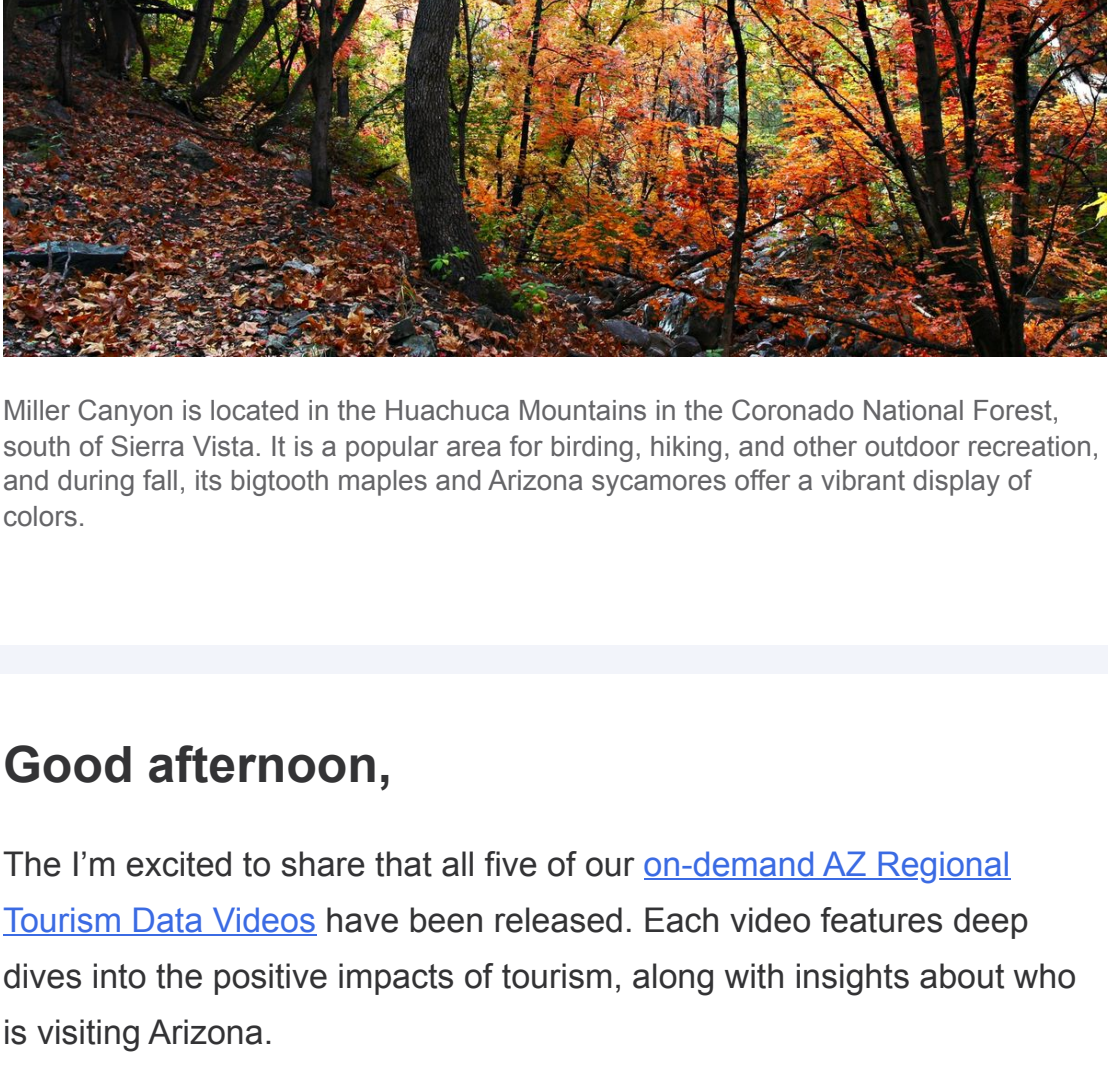 Miller Canyon is located in the Huachuca Mountains in the Coronado National Forest,
south of Sierra Vista. It is a popular area for birding, hiking, and other outdoor recreation,
and during fall, its bigtooth maples and Arizona sycamores offer a vibrant display of
colors.
Good afternoon,
The I’m excited to share that all five of our on-demand AZ Regional
Tourism Data Videos have been released. Each video features deep
dives into the positive impacts of tourism, along with insights about who
is visiting Arizona.